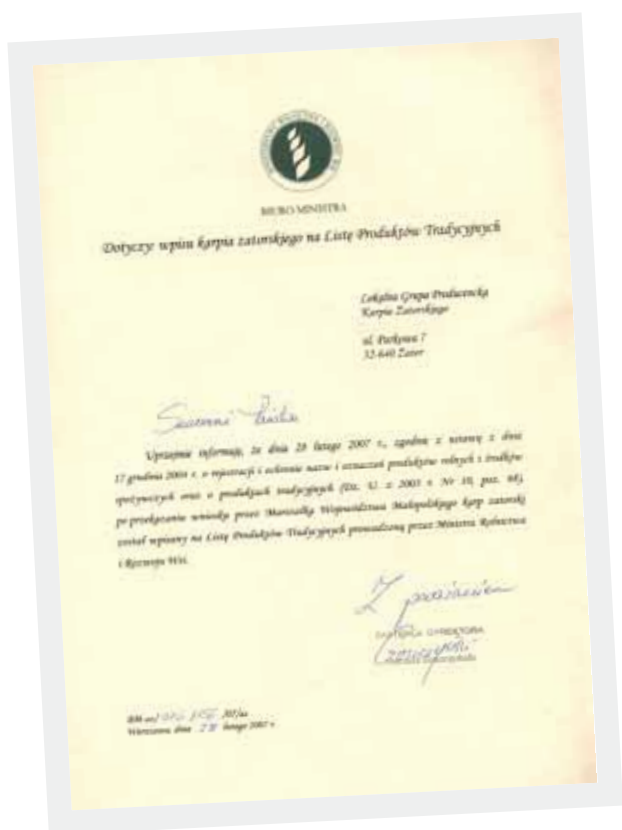 BIURO MINISTRA
Dotyczy: wpisu karpia zatorskiego na Listę Produktów Tradycyjnych
Lokalna Grupa Producencka
Karpia Zatorskiego
ul. Parkowa 7
32-640 Zator
Szanowni Państwo
Uprzejmie informuję, że dnia 28 lutego 2007 r., zgodnie z ustawą z dnia
17 grudnia 2004 r. o rejestracji i ochronie nazw i oznaczeń produktów rolnych i środków
spożywczych oraz o produktach tradycyjnych (Dz. U. z 2005 r. Nr 10, poz. 68),
po przekazaniu wniosku przez Marszałka Województwa Małopolskiego karp zatorski
został wpisany na Listę Produktów Tradycyjnych prowadzoną przez Ministra Rolnictwa
i Rozwoju Wsi.
Z poważaniem
ZASTĘPCA DYREKTORA
Warszawa, dnia 28 lutego 2007 r.